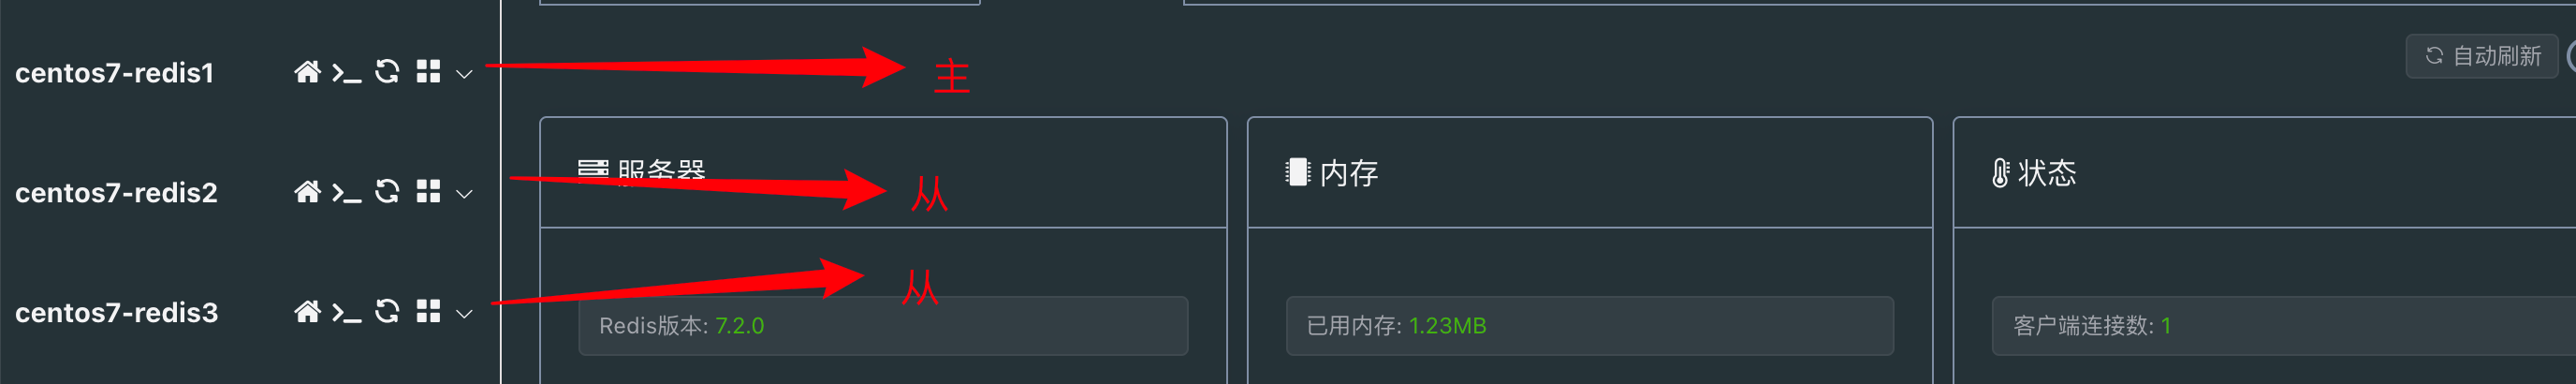 centos7-redis1
主
自动刷新
centos7-redis2
服务器
从
内存
状态
centos7-redis3
从
Redis版本: 7.2.0
已用内存: 1.23MB
客户端连接数: 1